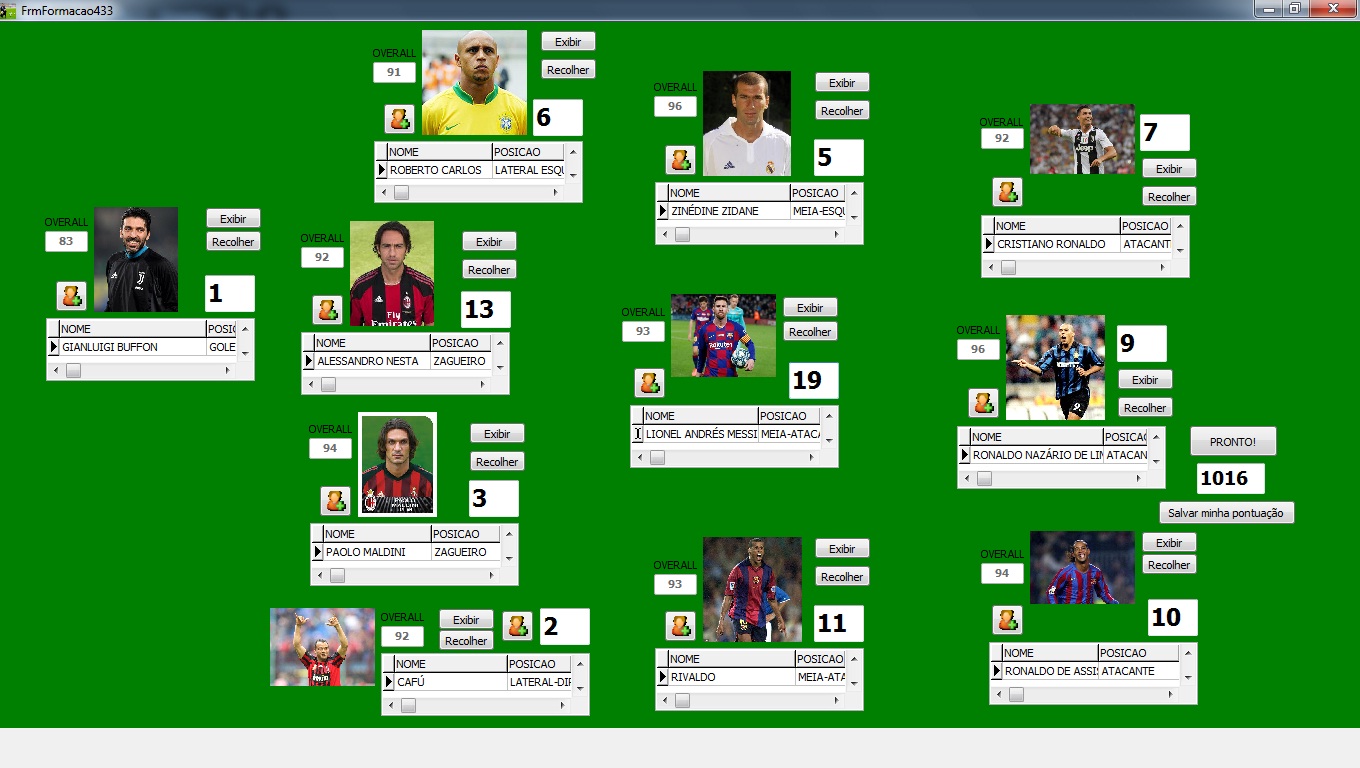 FrmFormacao433
OVERALL
91
Exibir
Recolher
6
NOME POSICAO
ROBERTO CARLOS LATERAL ESQU
OVERALL
96
Exibir
Recolher
5
NOME POSICAO
ZINÉDINE ZIDANE MEIA-ESQU
OVERALL
92
Jeep
7
Exibir
Recolher
NOME POSICAO
CRISTIANO RONALDO ATACANT
OVERALL
83
Exibir
Recolher
1
NOME POSIC
GIANLUIGI BUFFON GOLE
OVERALL
92
Fly
Emirates
Exibir
Recolher
13
NOME POSICAO
ALESSANDRO NESTA ZAGUEIRO
OVERALL
93
Rakuten
Exibir
Recolher
19
NOME POSICAO
LIONEL ANDRÉS MESSI MEIA-ATACA
OVERALL
96
9
Exibir
Recolher
NOME POSICAO
RONALDO NAZÁRIO DE LIM ATACAN
PRONTO!
1016
Salvar minha pontuação
OVERALL
94
PAOLO
MALDINI
Exibir
Recolher
3
NOME POSICAO
PAOLO MALDINI ZAGUEIRO
OVERALL
92
Exibir
Recolher
2
NOME POSICAO
CAFÚ LATERAL-DIR
OVERALL
93
Exibir
Recolher
11
NOME POSICAO
RIVALDO MEIA-ATA
OVERALL
94
Exibir
Recolher
10
NOME POSICAO
RONALDO DE ASSIS ATACANTE